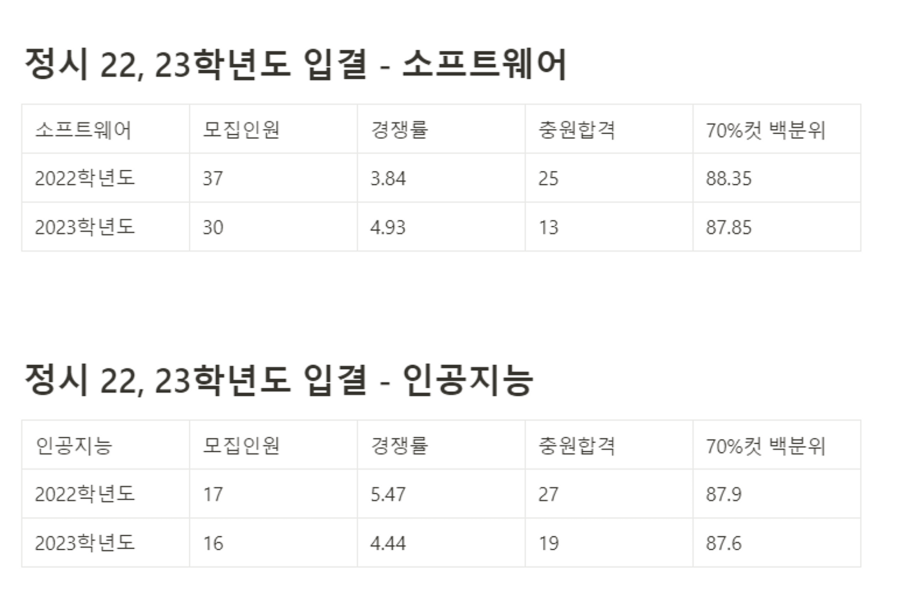 정시 22, 23학년도 입결 - 소프트웨어
소프트웨어 모집인원 경쟁률 충원합격 70%컷 백분위
2022학년도 37 3.84 25 88.35
2023학년도 30 4.93 13 87.85
정시 22, 23학년도 입결 - 인공지능
인공지능 모집인원 경쟁률 충원합격 70%컷 백분위
2022학년도 17 5.47 27 87.9
2023학년도 16 4.44 19 87.6